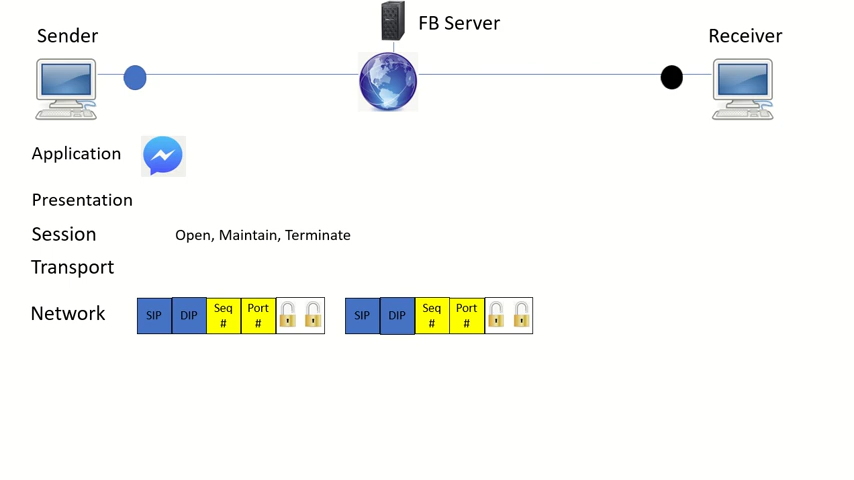 FB Server
Sender
Receiver
Application
Presentation
Session
Open, Maintain, Terminate
Transport
Network
SIP
DIP
Seq
#
Port
#
SIP
DIP
Seq
#
Port
#